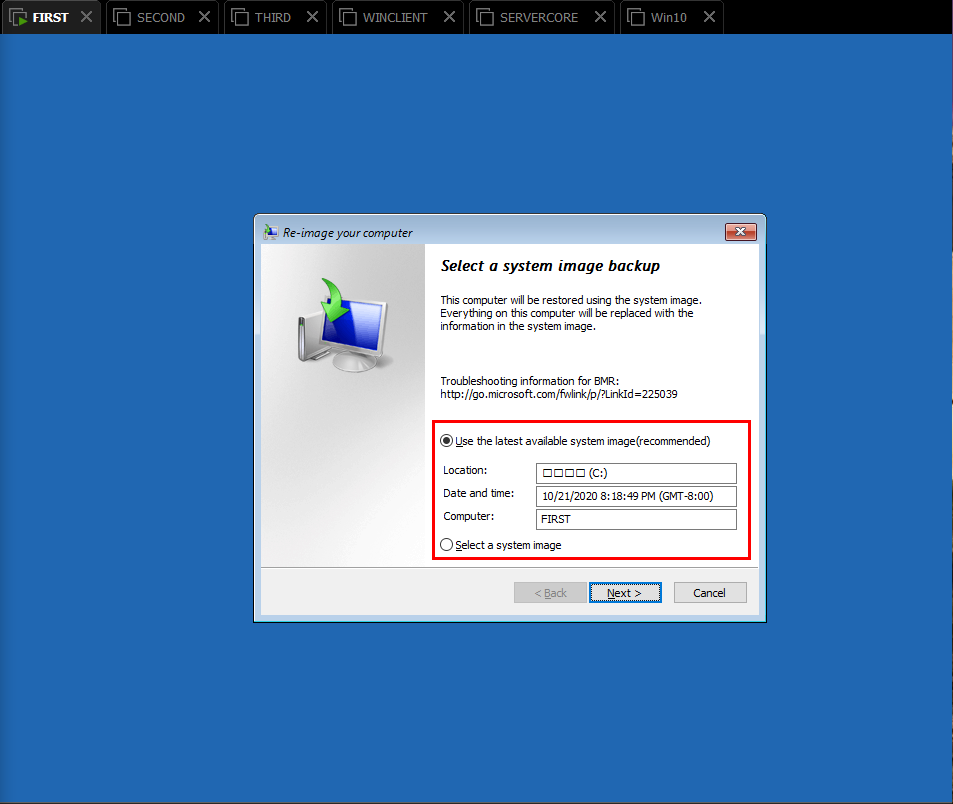 FIRST
SECOND
THIRD
WINCLIENT
SERVERCORE
Win10
Re-image your computer
Select a system image backup
This computer will be restored using the system image.
Everything on this computer will be replaced with the
information in the system image.
Troubleshooting information for BMR:
http://go.microsoft.com/fwlink/p/?LinkId=225039
Use the latest available system image(recommended)
Location: □□□□ (C:)
Date and time: 10/21/2020 8:18:49 PM (GMT-8:00)
Computer: FIRST
Select a system image
< Back Next > Cancel